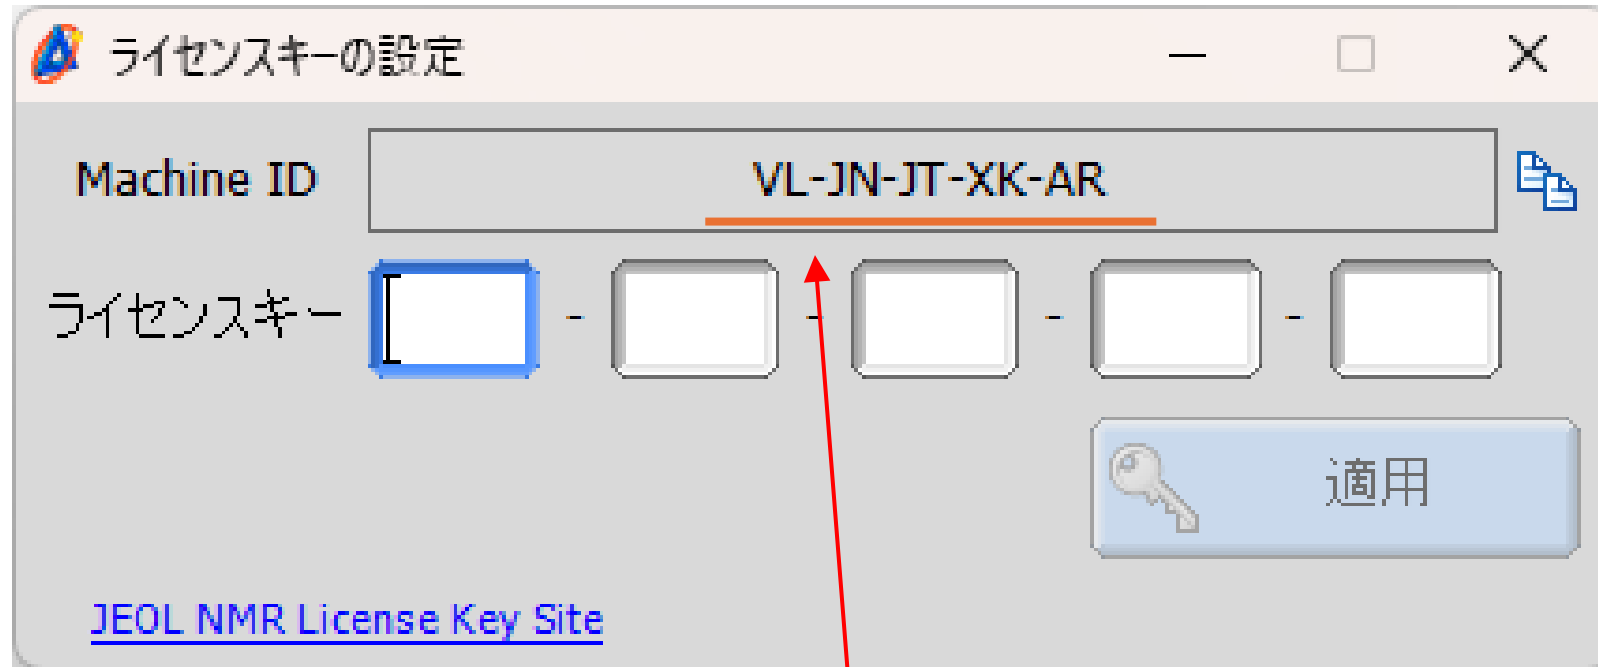 ライセンスキーの設定
Machine ID VL-JN-JT-XK-AR
ライセンスキー - - - -
適用
JEOL NMR License Key Site